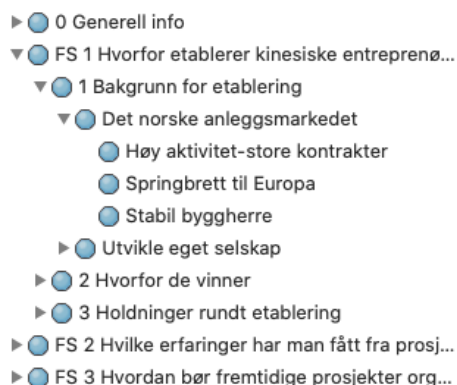 0 Generell info
FS 1 Hvorfor etablerer kinesiske entreprenø...
1 Bakgrunn for etablering
Det norske anleggsmarkedet
Høy aktivitet-store kontrakter
Springbrett til Europa
Stabil byggherre
Utvikle eget selskap
2 Hvorfor de vinner
3 Holdninger rundt etablering
FS 2 Hvilke erfaringer har man fått fra prosj...
FS 3 Hvordan bør fremtidige prosjekter org...